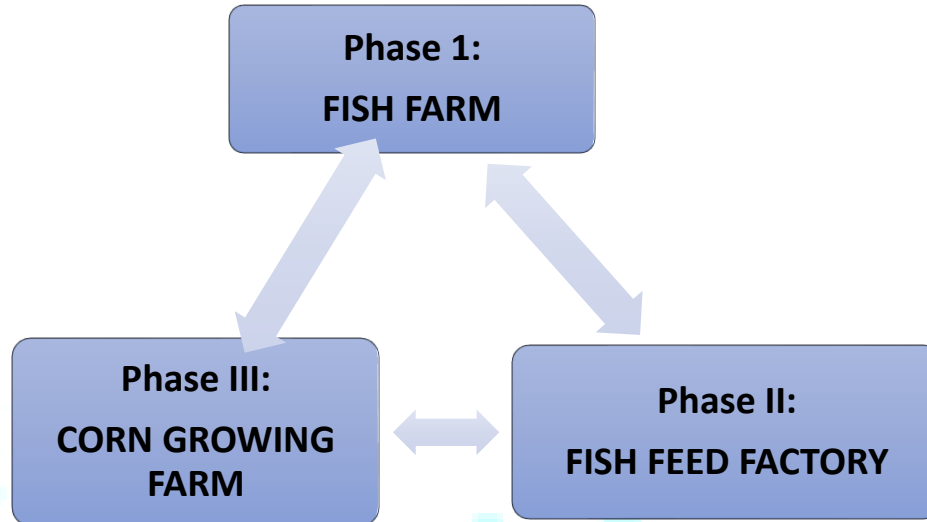 Phase 1:
FISH FARM
Phase III:
CORN GROWING
FARM
Phase II:
FISH FEED FACTORY